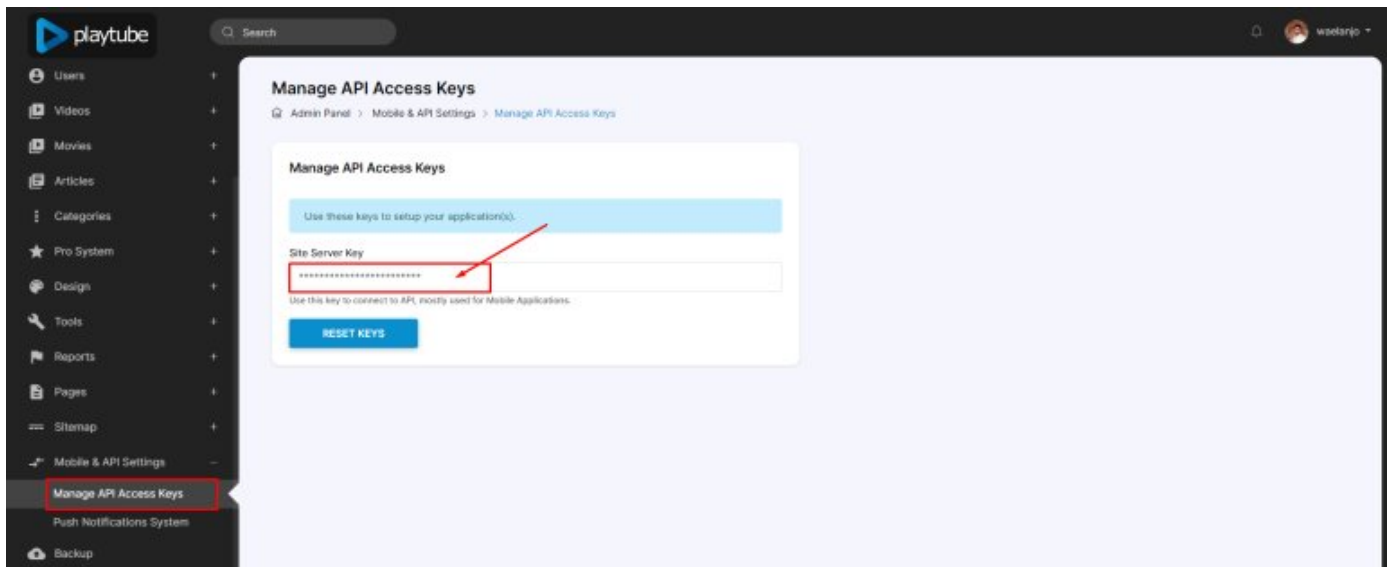 playtube
Search
waelanjo
Users
Videos
Movies
Articles
Categories
Pro System
Design
Tools
Reports
Pages
Sitemap
Mobile & API Settings
Manage API Access Keys
Push Notifications System
Backup
Manage API Access Keys
Admin Panel > Mobile & API Settings > Manage API Access Keys
Manage API Access Keys
Use these keys to setup your application(s).
Site Server Key
************************
Use this key to connect to API, mostly used for Mobile Applications.
RESET KEYS